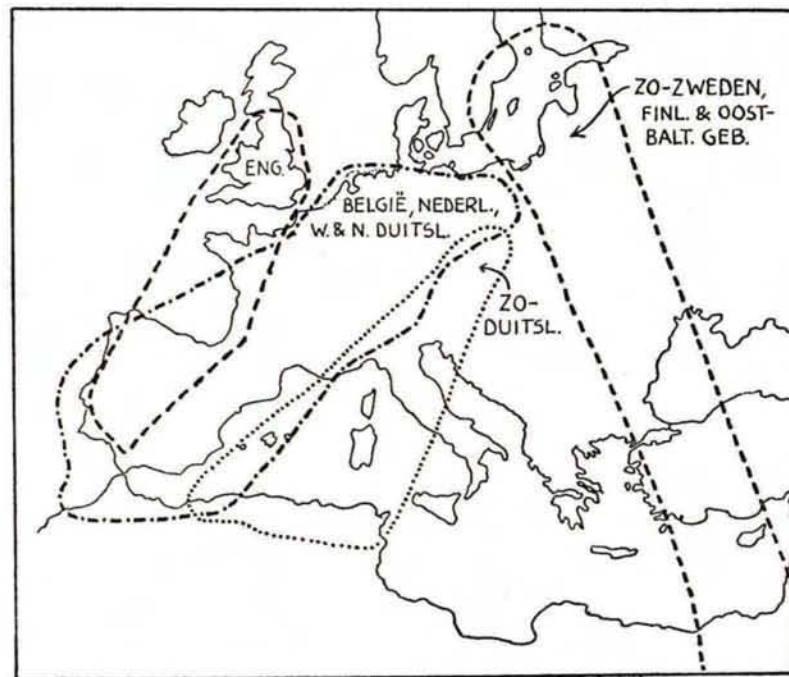 ZO-ZWEDEN,
FINL. & OOST-
BALT. GEB.
ENG.
BELGIË, NEDERL.,
W. & N. DUITSL.
ZO-
DUITSL.